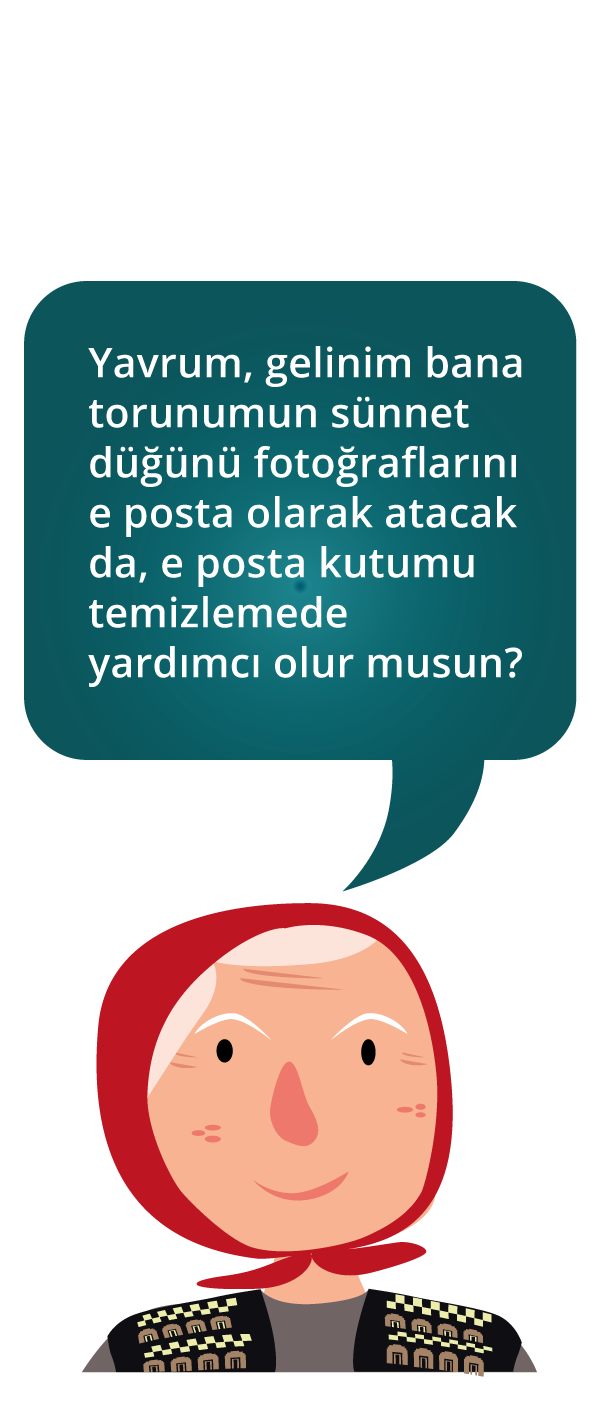 Yavrum, gelinim bana
torunumun sünnet
düğünü fotoğraflarını
e posta olarak atacak
da, e posta kutumu
temizlemede
yardımcı olur musun?